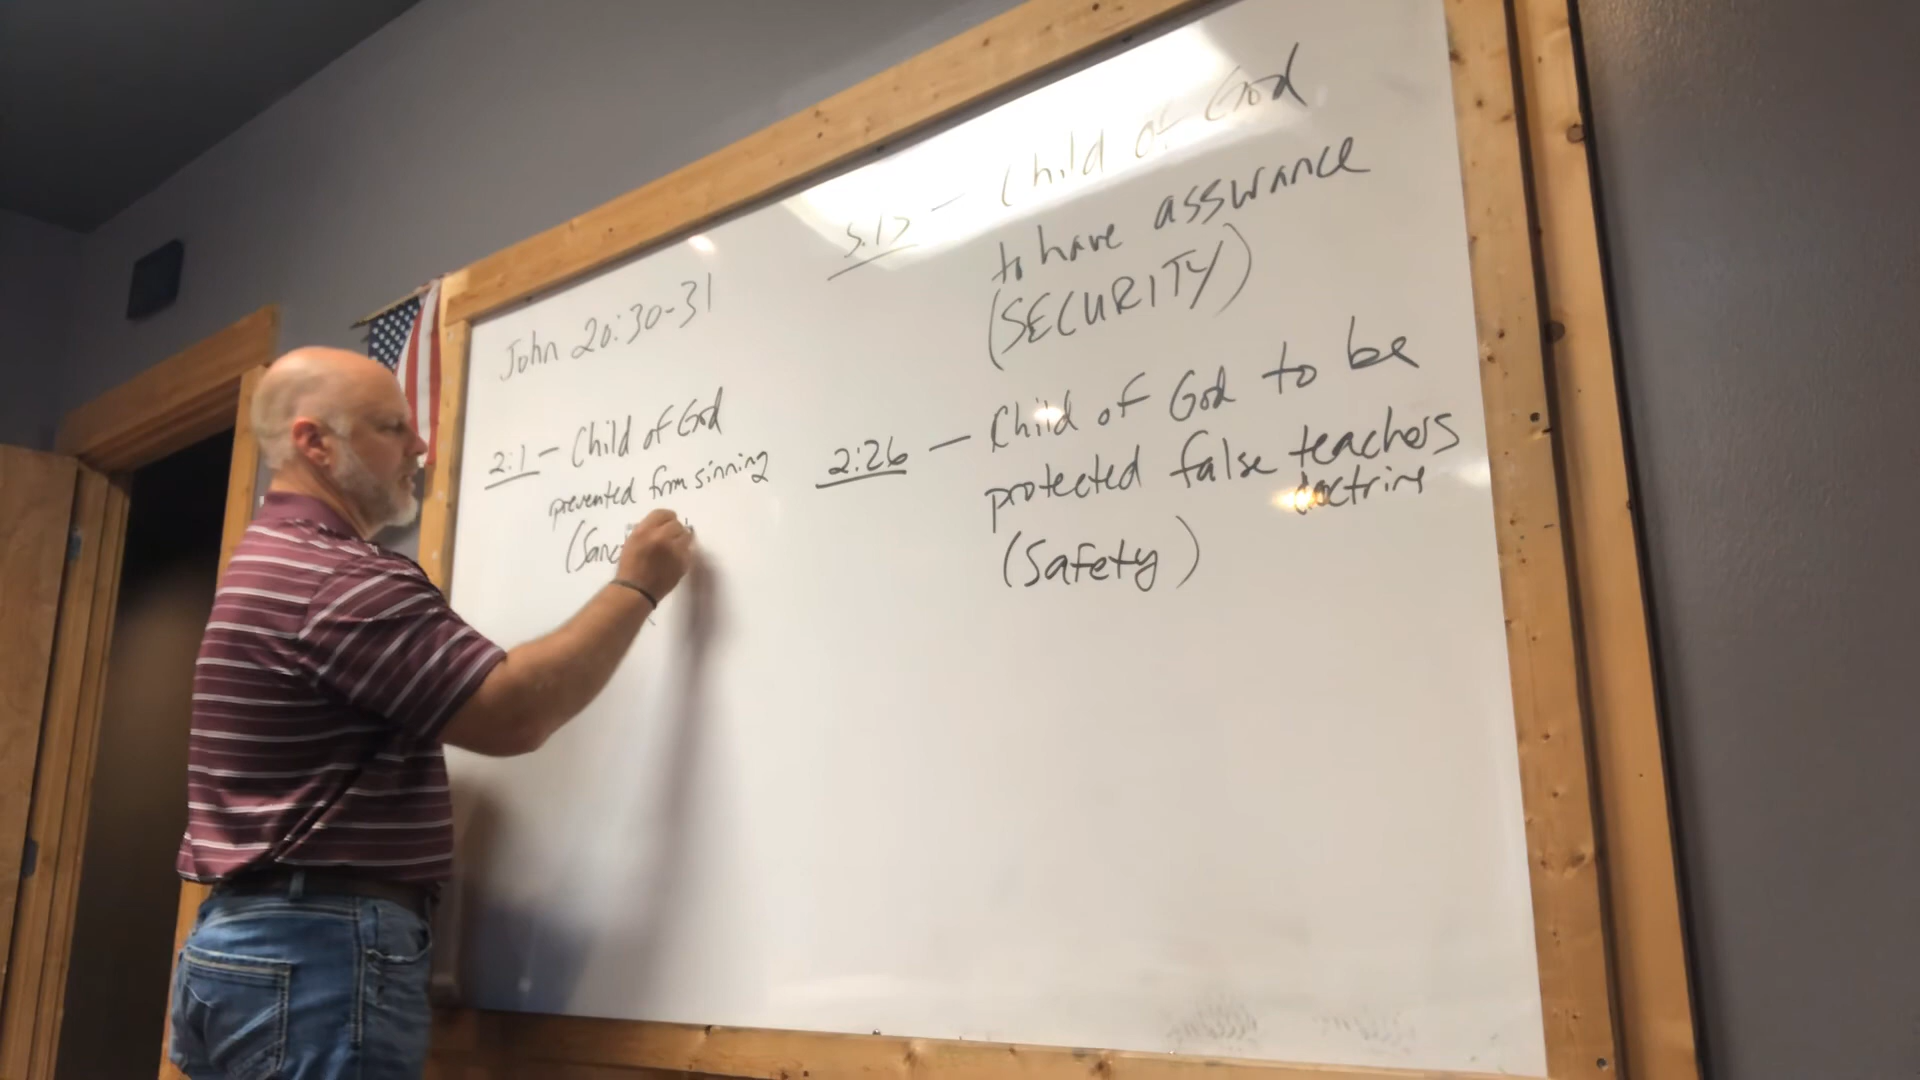 John 20:30-31
2:1 - Child of God
prevented from sinning
5:13 - Child of God
to have assurance
(SECURITY)
2:26 - Child of God to be
protected false teachers
doctrine
(Safety)